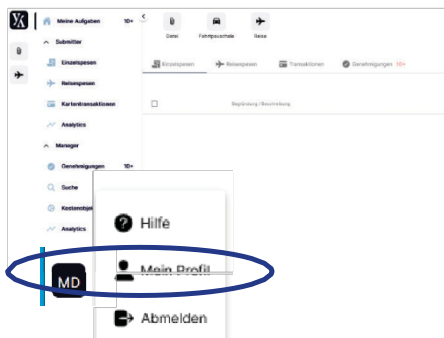 Meine Aufgaben 10+
Submitter
Einzelspesen
Reisespesen
Kartentransaktionen
Analytics
Manager
Genehmigungen 10+
Suche
Kostenobjek
Analytics
Datei Fahrtpauschale Reise
Einzelspesen Reisespesen Transaktionen Genehmigungen 10+
Begründung / Beschreibung
Hilfe
MD Mein Profil
Abmelden